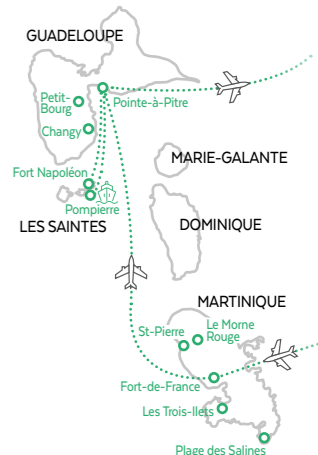 GUADELOUPE
Petit-
Bourg
Pointe-à-Pitre
Changy
MARIE-GALANTE
Fort Napoléon
Pompierre
LES SAINTES
DOMINIQUE
MARTINIQUE
St-Pierre
Le Morne
Rouge
Fort-de-France
Les Trois-Ilets
Plage des Salines